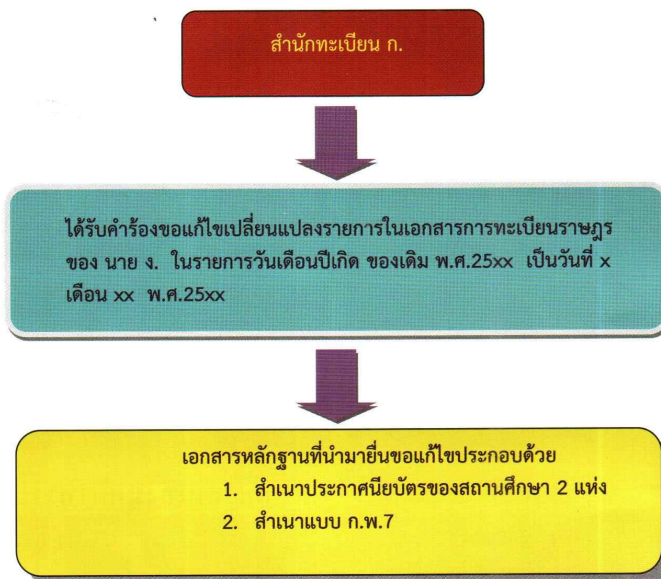 สำนักทะเบียน ก.
ได้รับคำร้องขอแก้ไขเปลี่ยนแปลงรายการในเอกสารการทะเบียนราษฎร
ของ นาย ง. ในรายการวันเดือนปีเกิด ของเดิม พ.ศ.25xx เป็นวันที่ x
เดือน xx พ.ศ.25xx
เอกสารหลักฐานที่นำมายื่นขอแก้ไขประกอบด้วย
1. สำเนาประกาศนียบัตรของสถานศึกษา 2 แห่ง
2. สำเนาแบบ ก.พ.7